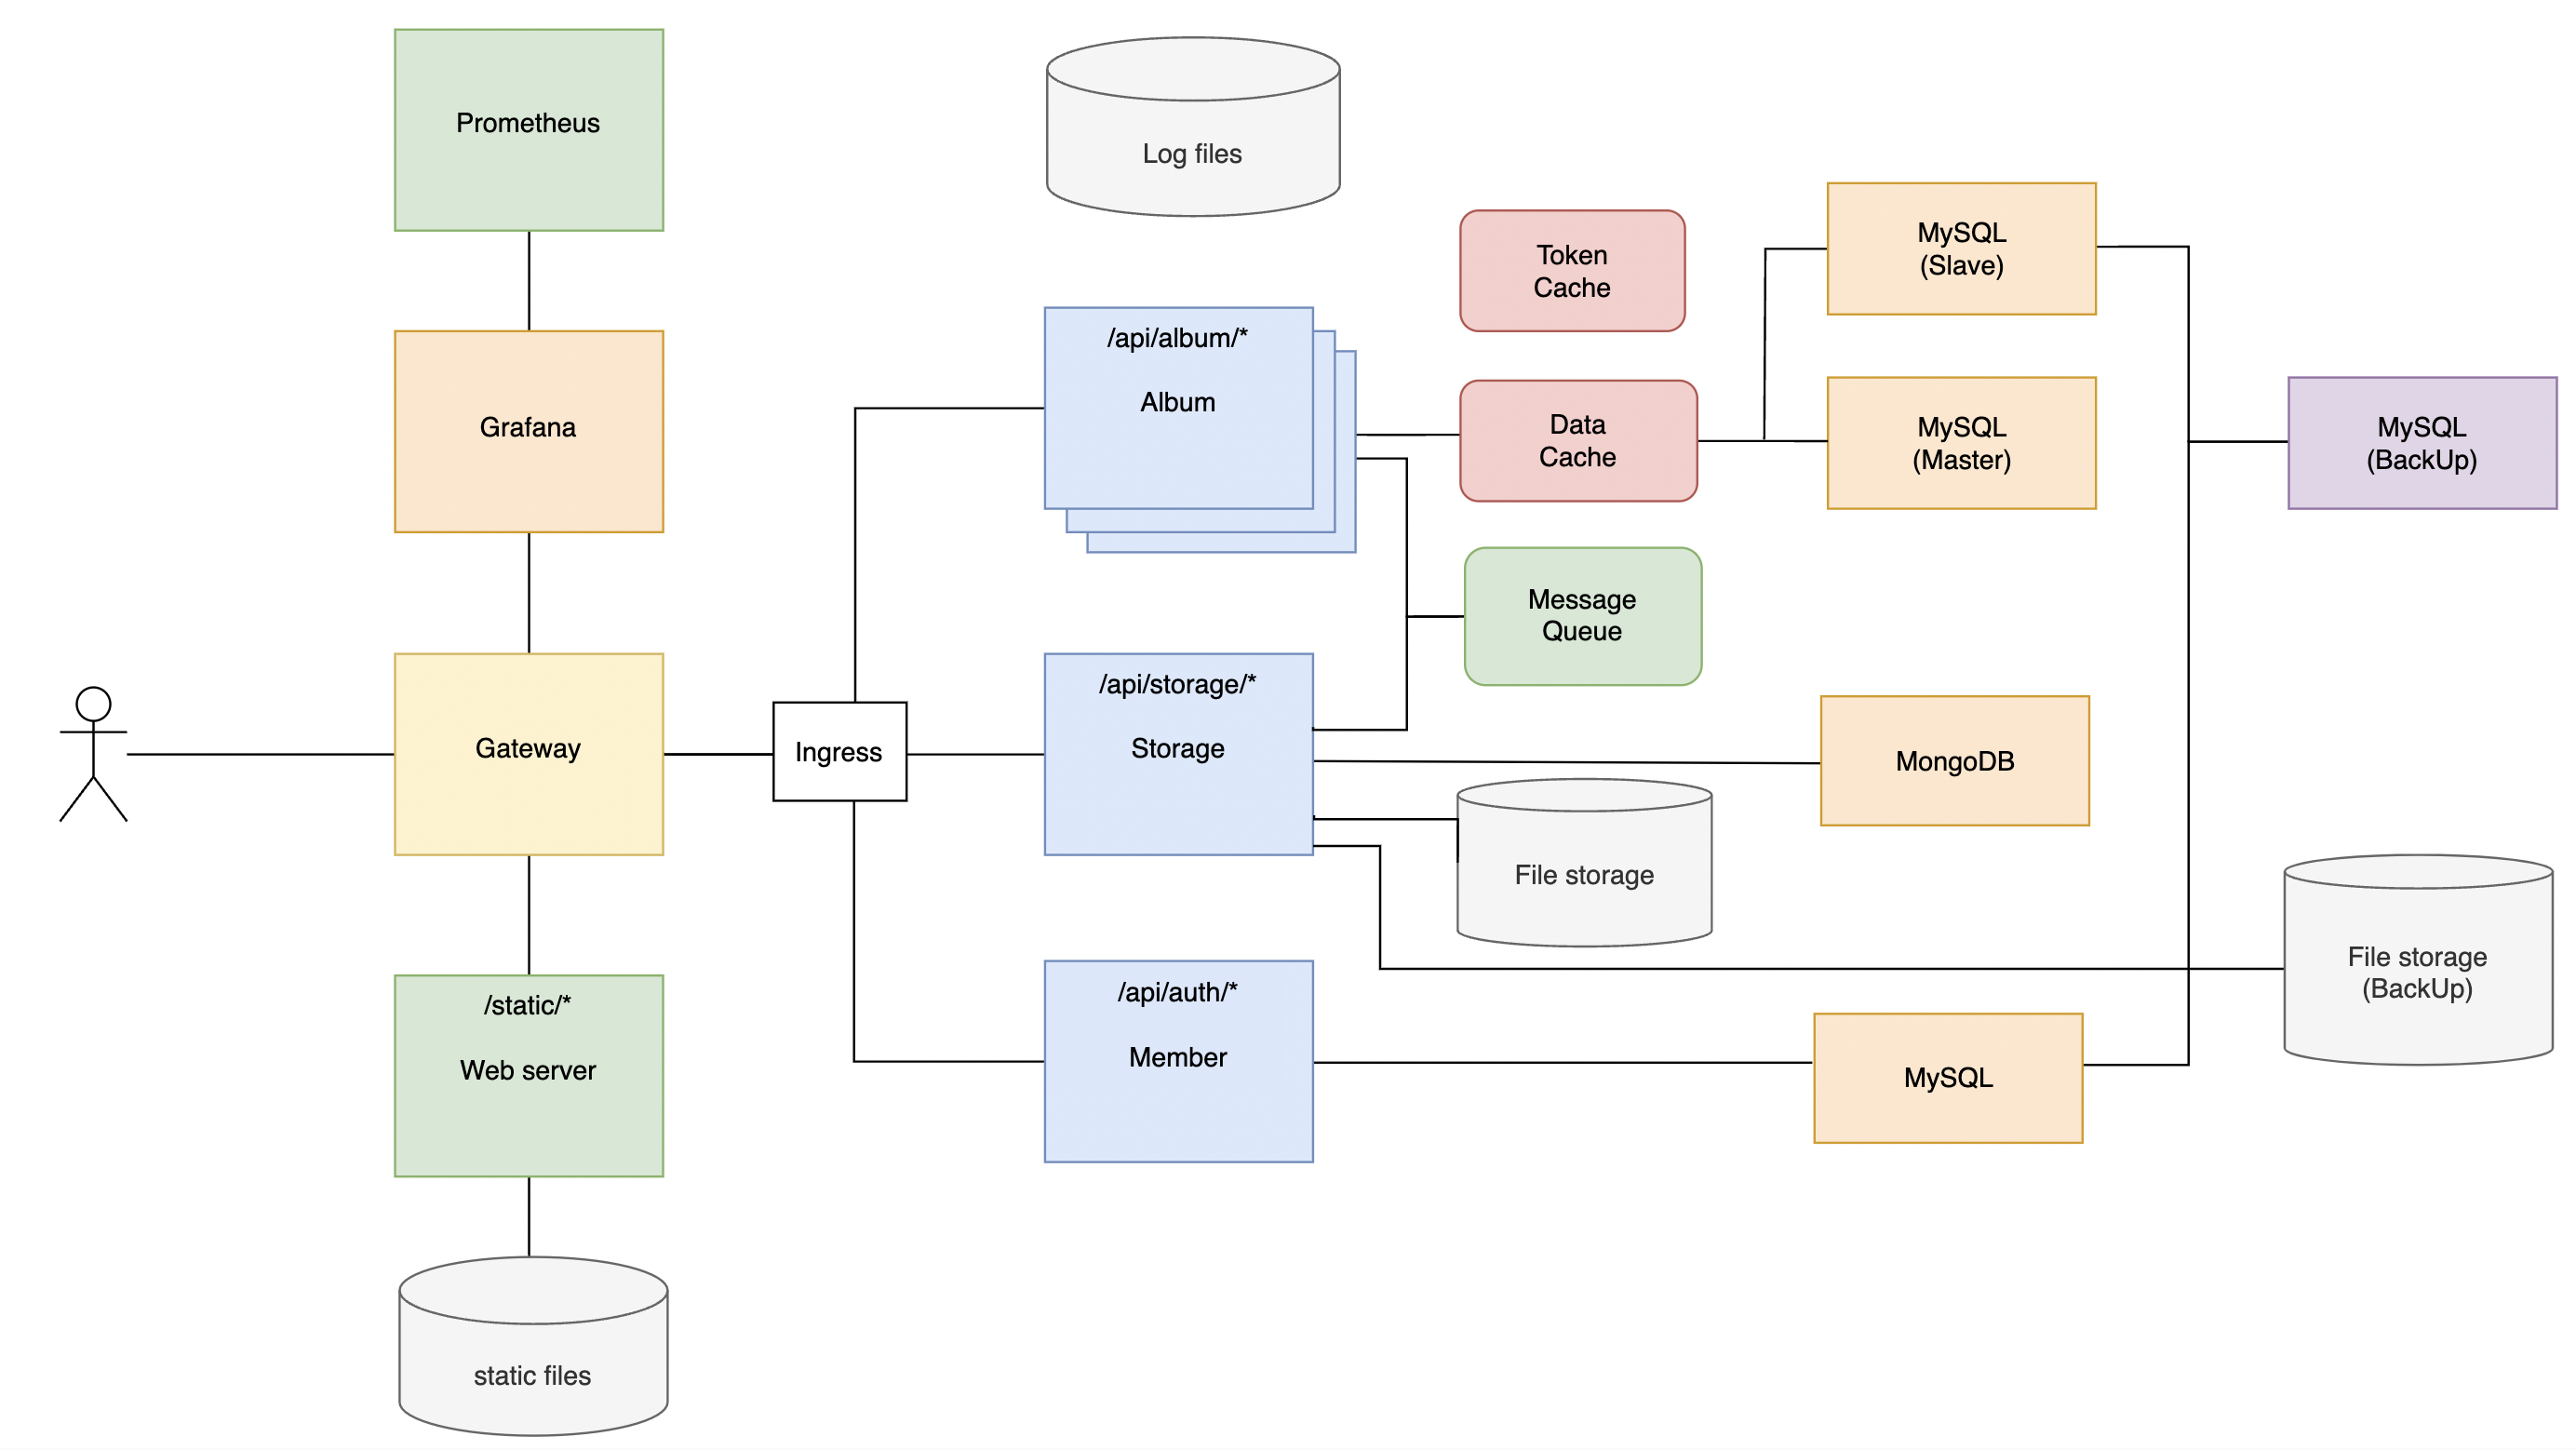 Prometheus
Log files
Token
Cache
MySQL
(Slave)
/api/album/*
Album
Grafana
Data
Cache
MySQL
(Master)
MySQL
(BackUp)
Message
Queue
/api/storage/*
Storage
Gateway
Ingress
MongoDB
File storage
File storage
(BackUp)
/static/*
Web server
/api/auth/*
Member
MySQL
static files